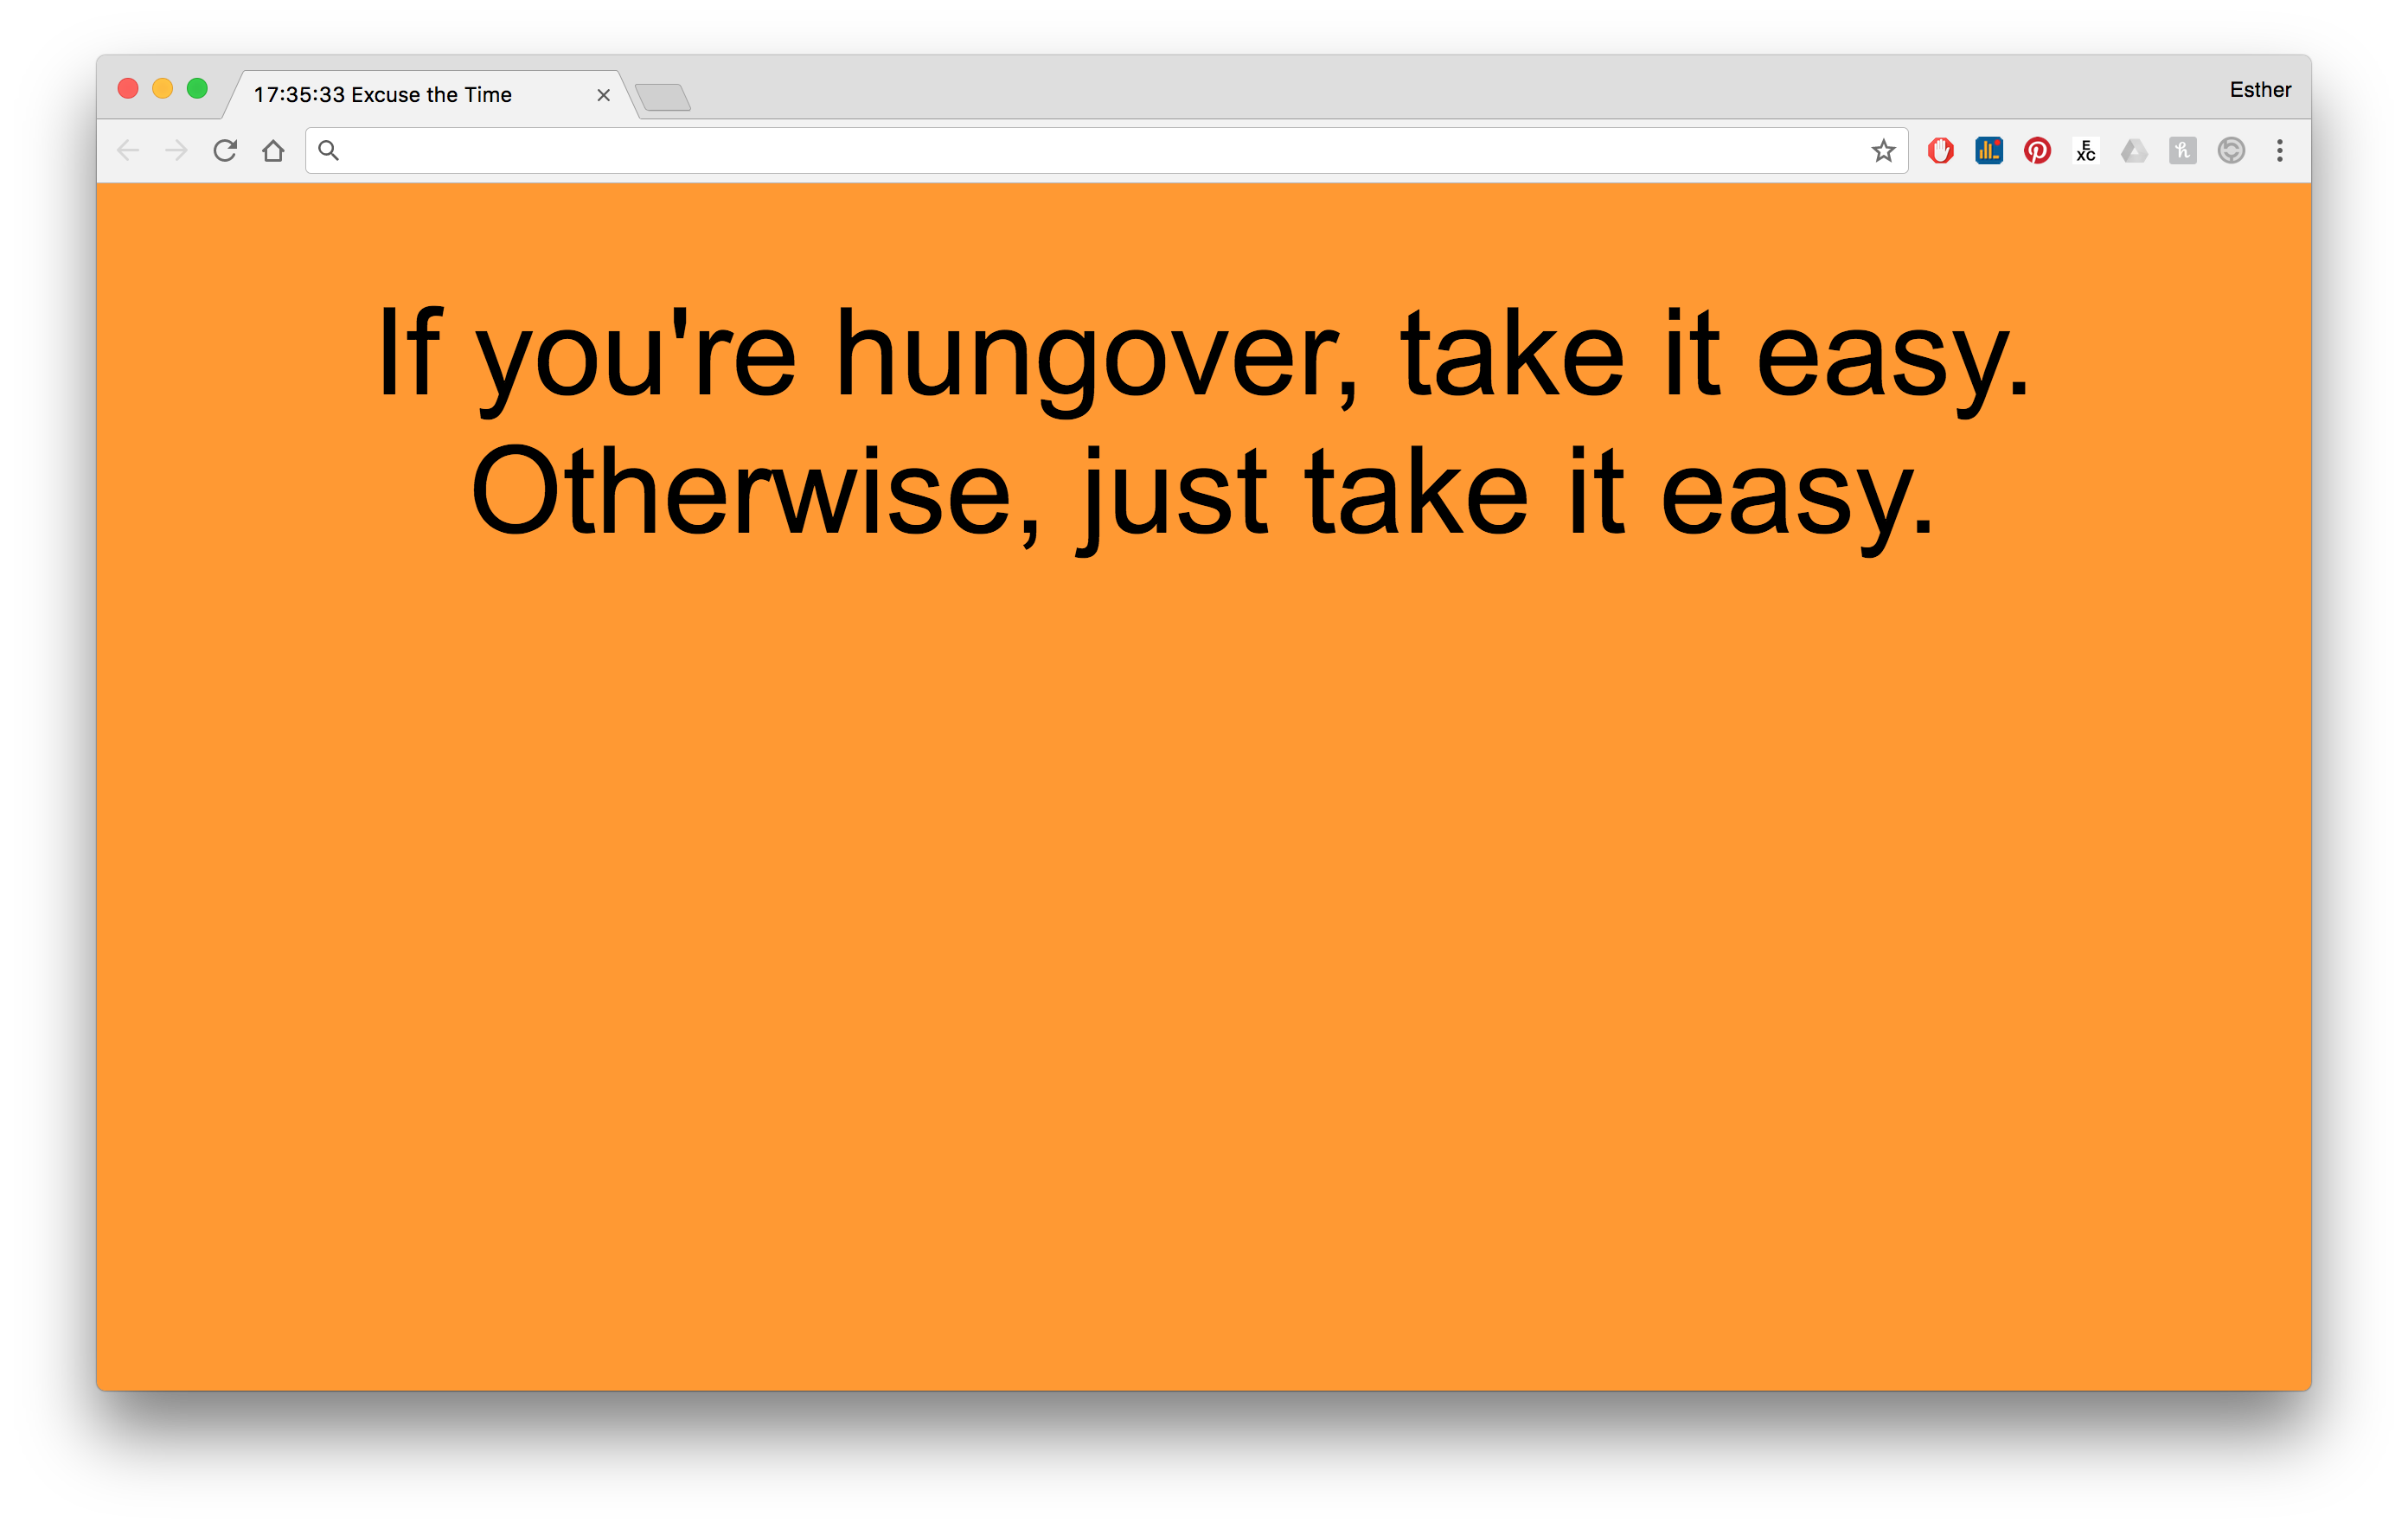 17:35:33 Excuse the Time
Esther
E
XC
If you're hungover, take it easy.
Otherwise, just take it easy.